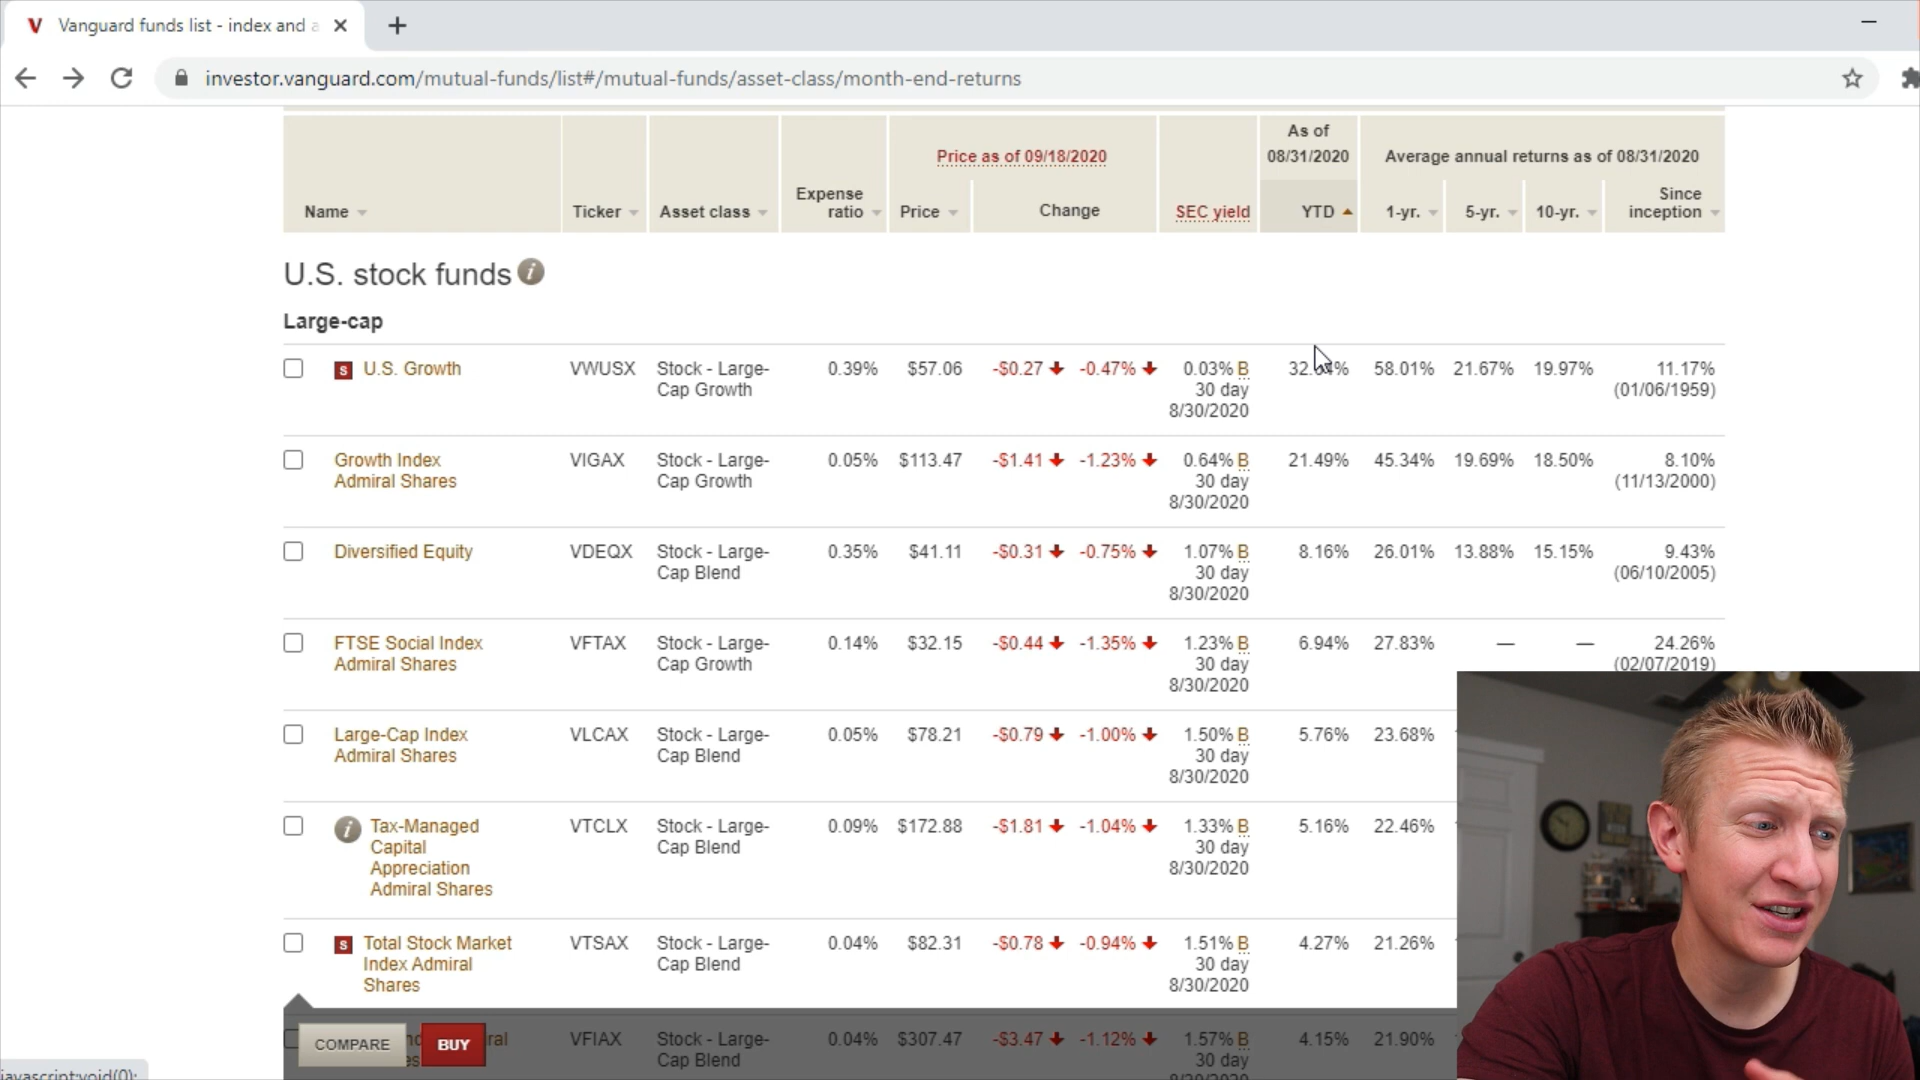 Vanguard funds list - index and a
investor.vanguard.com/mutual-funds/list#/mutual-funds/asset-class/month-end-returns
Name Ticker Asset class Expense ratio Price as of 09/18/2020 Price Change SEC yield As of 08/31/2020 YTD Average annual returns as of 08/31/2020 1-yr. 5-yr. 10-yr. Since inception
U.S. stock funds i
Large-cap
S U.S. Growth VWUSX Stock - Large- 0.39% $57.06 -$0.27 -0.47% 0.03% B 58.01% 21.67% 19.97% 11.17%
Cap Growth 30 day (01/06/1959)
8/30/2020
Growth Index VIGAX Stock - Large- 0.05% $113.47 -$1.41 -1.23% 0.64% B 21.49% 45.34% 19.69% 18.50% 8.10%
Admiral Shares Cap Growth 30 day (11/13/2000)
8/30/2020
Diversified Equity VDEQX Stock - Large- 0.35% $41.11 -$0.31 -0.75% 1.07% B 8.16% 26.01% 13.88% 15.15% 9.43%
Cap Blend 30 day (06/10/2005)
8/30/2020
FTSE Social Index VFTAX Stock - Large- 0.14% $32.15 -$0.44 -1.35% 1.23% B 6.94% 27.83% — — 24.26%
Admiral Shares Cap Growth 30 day (02/07/2019)
8/30/2020
Large-Cap Index VLCAX Stock - Large- 0.05% $78.21 -$0.79 -1.00% 1.50% B 5.76% 23.68%
Admiral Shares Cap Blend 30 day
8/30/2020
i Tax-Managed VTCLX Stock - Large- 0.09% $172.88 -$1.81 -1.04% 1.33% B 5.16% 22.46%
Capital Cap Blend 30 day
Appreciation 8/30/2020
Admiral Shares
S Total Stock Market VTSAX Stock - Large- 0.04% $82.31 -$0.78 -0.94% 1.51% B 4.27% 21.26%
Index Admiral Cap Blend 30 day
Shares 8/30/2020
COMPARE BUY VFIAX Stock - Large- 0.04% $307.47 -$3.47 -1.12% 1.57% B 4.15% 21.90%
Cap Blend 30 day
javascript:void(0);